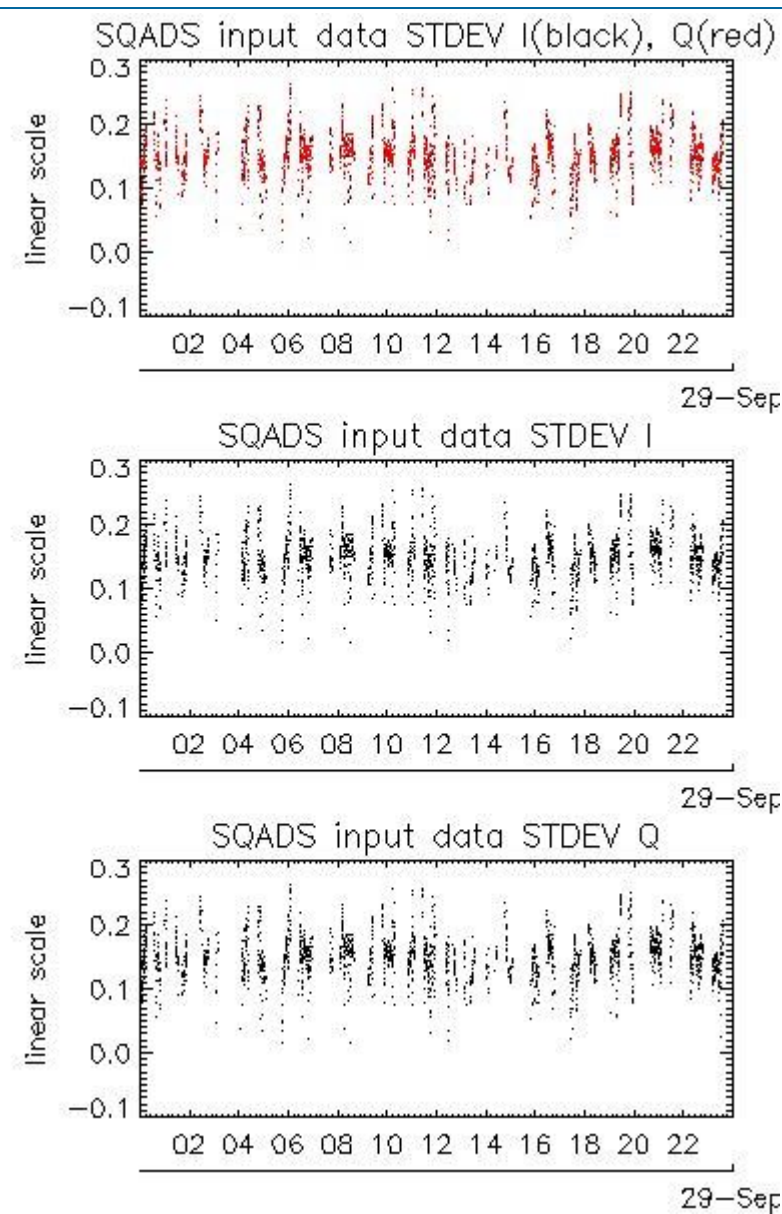 SQADS input data STDEV I(black), Q(red)
0.3
0.2
0.1
0.0
-0.1
linear scale
02 04 06 08 10 12 14 16 18 20 22
29-Sep
SQADS input data STDEV I
0.3
0.2
0.1
0.0
-0.1
linear scale
02 04 06 08 10 12 14 16 18 20 22
29-Sep
SQADS input data STDEV Q
0.3
0.2
0.1
0.0
-0.1
linear scale
02 04 06 08 10 12 14 16 18 20 22
29-Sep